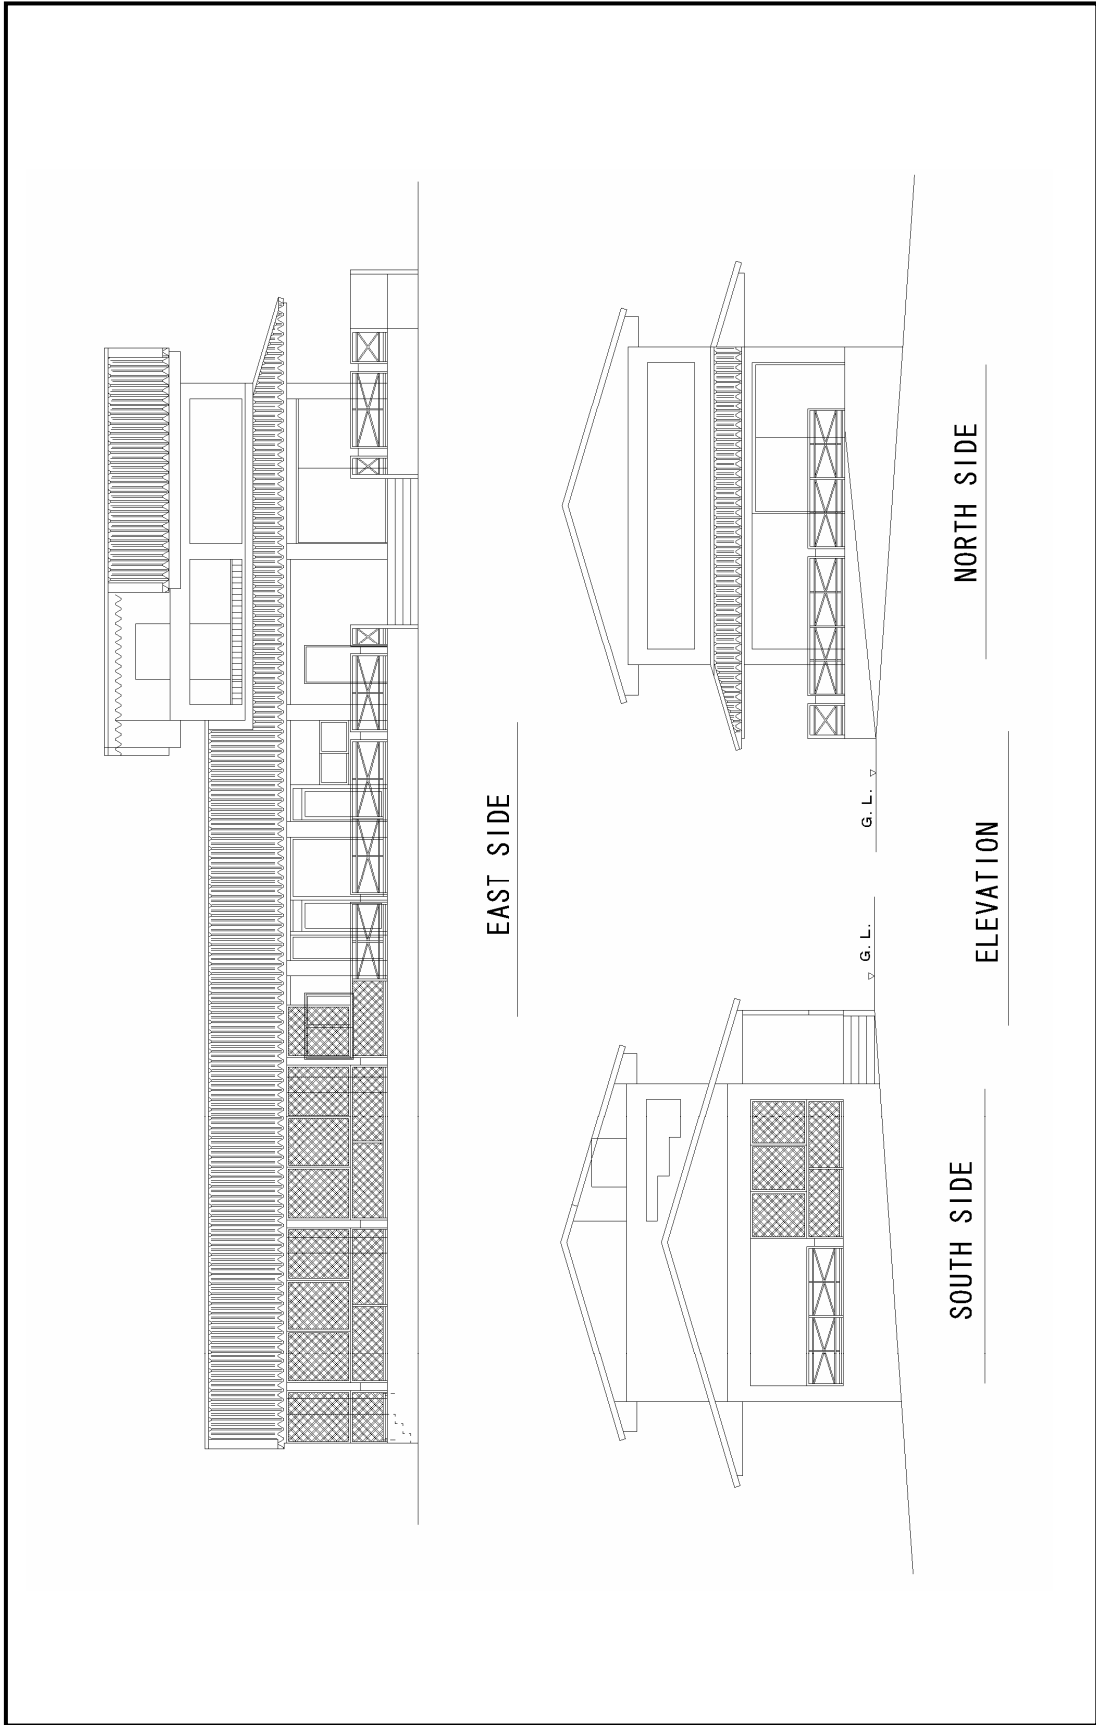 EAST SIDE
G. L.
G. L.
SOUTH SIDE
NORTH SIDE
ELEVATION